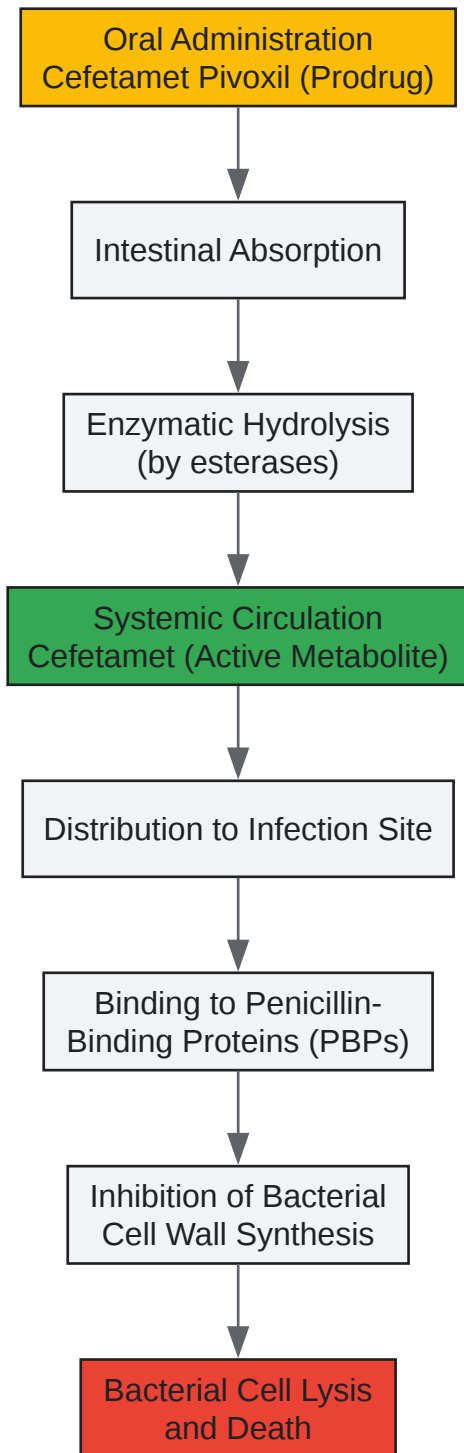 Oral Administration
Cefetamet Pivoxil (Prodrug)
Intestinal Absorption
Enzymatic Hydrolysis
(by esterases)
Systemic Circulation
Cefetamet (Active Metabolite)
Distribution to Infection Site
Binding to Penicillin-
Binding Proteins (PBPs)
Inhibition of Bacterial
Cell Wall Synthesis
Bacterial Cell Lysis
and Death